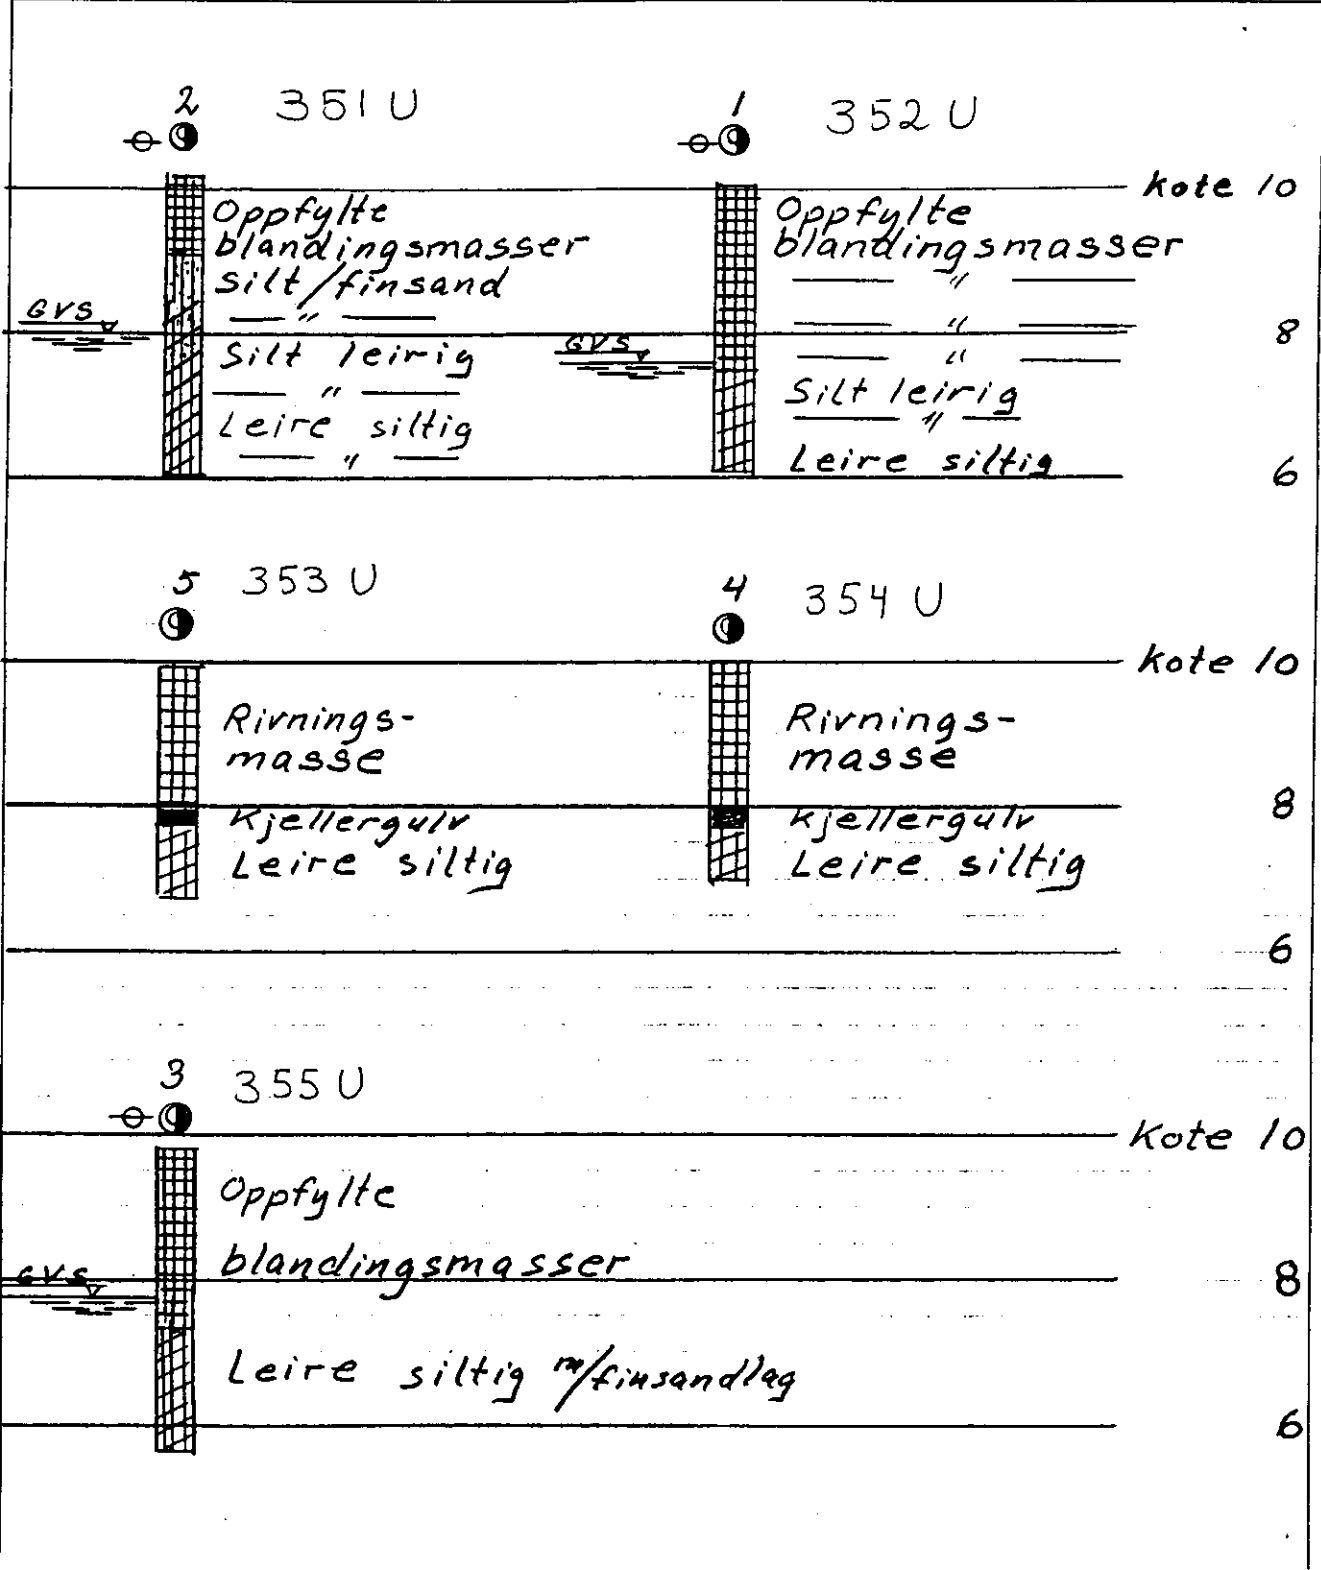 2 351 U
1 352 U
kote 10
Oppfylte
blandingsmasser
Silt/finsand
— " —
Silt leirig
— " —
Leire siltig
— " —
GVS
Oppfylte
blandingsmasser
— " —
— " —
— " —
Silt leirig
— " —
Leire siltig
GVS
8
6
5 353 U
4 354 U
kote 10
Rivnings-
masse
Kjellergulv
Leire siltig
Rivnings-
masse
Kjellergulv
Leire siltig
8
6
3 355 U
Kote 10
Oppfylte
blandingsmasser
GVS
8
Leire siltig m/finsandlag
6